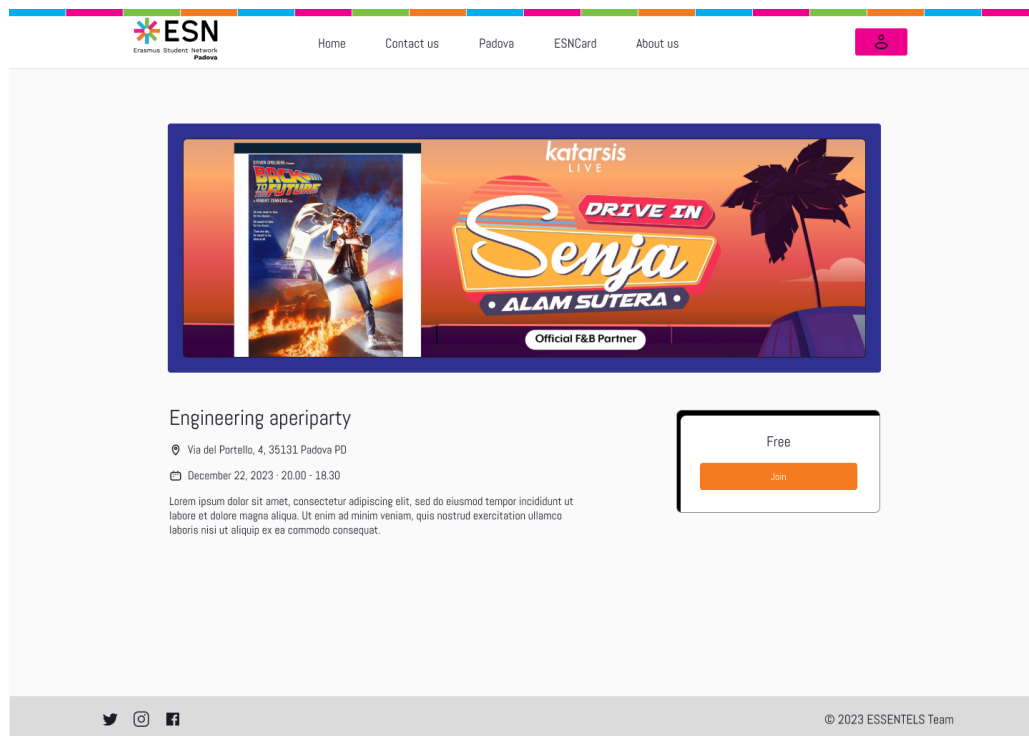 ESN
Erasmus Student Network
Padova
Home
Contact us
Padova
ESNCard
About us
STEVEN SPIELBERG
BACK
TO THE
FUTURE
A ROBERT ZEMECKIS
katarsis
LIVE
DRIVE IN
Senja
• ALAM SUTERA •
Official F&B Partner
Engineering aperiparty
Via del Portello, 4, 35131 Padova PD
December 22, 2023 · 20.00 - 18.30
Lorem ipsum dolor sit amet, consectetur adipiscing elit, sed do eiusmod tempor incididunt ut
labore et dolore magna aliqua. Ut enim ad minim veniam, quis nostrud exercitation ullamco
laboris nisi ut aliquip ex ea commodo consequat.
Free
Join
© 2023 ESSENTELS Team